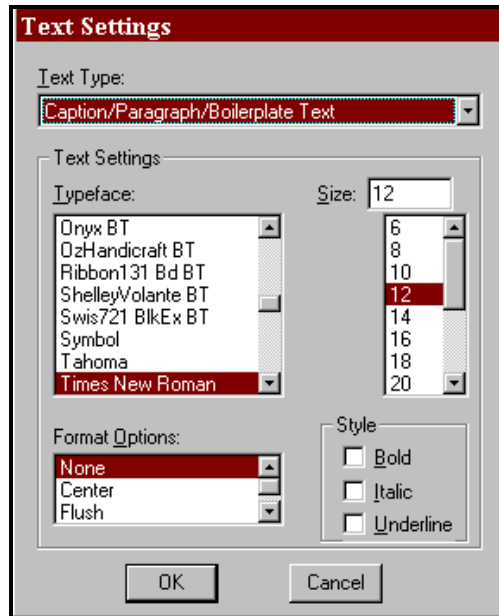 Text Settings
Text Type:
Caption/Paragraph/Boilerplate Text
Text Settings
Typeface:
Size: 12
Onyx BT
OzHandicraft BT
Ribbon131 Bd BT
ShelleyVolante BT
Swis721 BlkEx BT
Symbol
Tahoma
Times New Roman
6
8
10
12
14
16
18
20
Format Options:
None
Center
Flush
Style
Bold
Italic
Underline
OK
Cancel